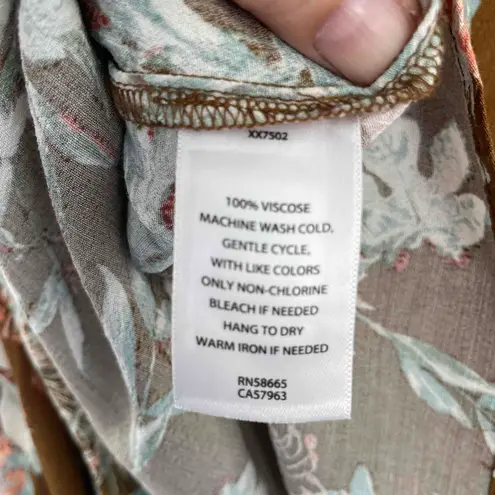 XX7502
100% VISCOSE
MACHINE WASH COLD,
GENTLE CYCLE,
WITH LIKE COLORS
ONLY NON-CHLORINE
BLEACH IF NEEDED
HANG TO DRY
WARM IRON IF NEEDED
RN58665
CA57963